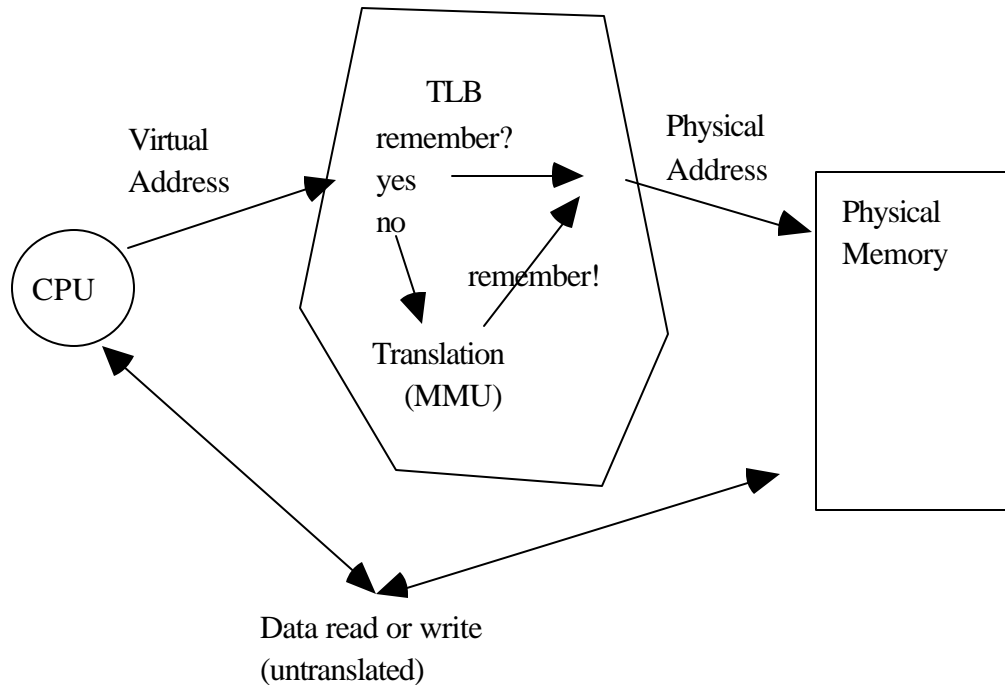 TLB
remember?
yes
no
remember!
Translation
(MMU)
Virtual
Address
Physical
Address
CPU
Physical
Memory
Data read or write
(untranslated)